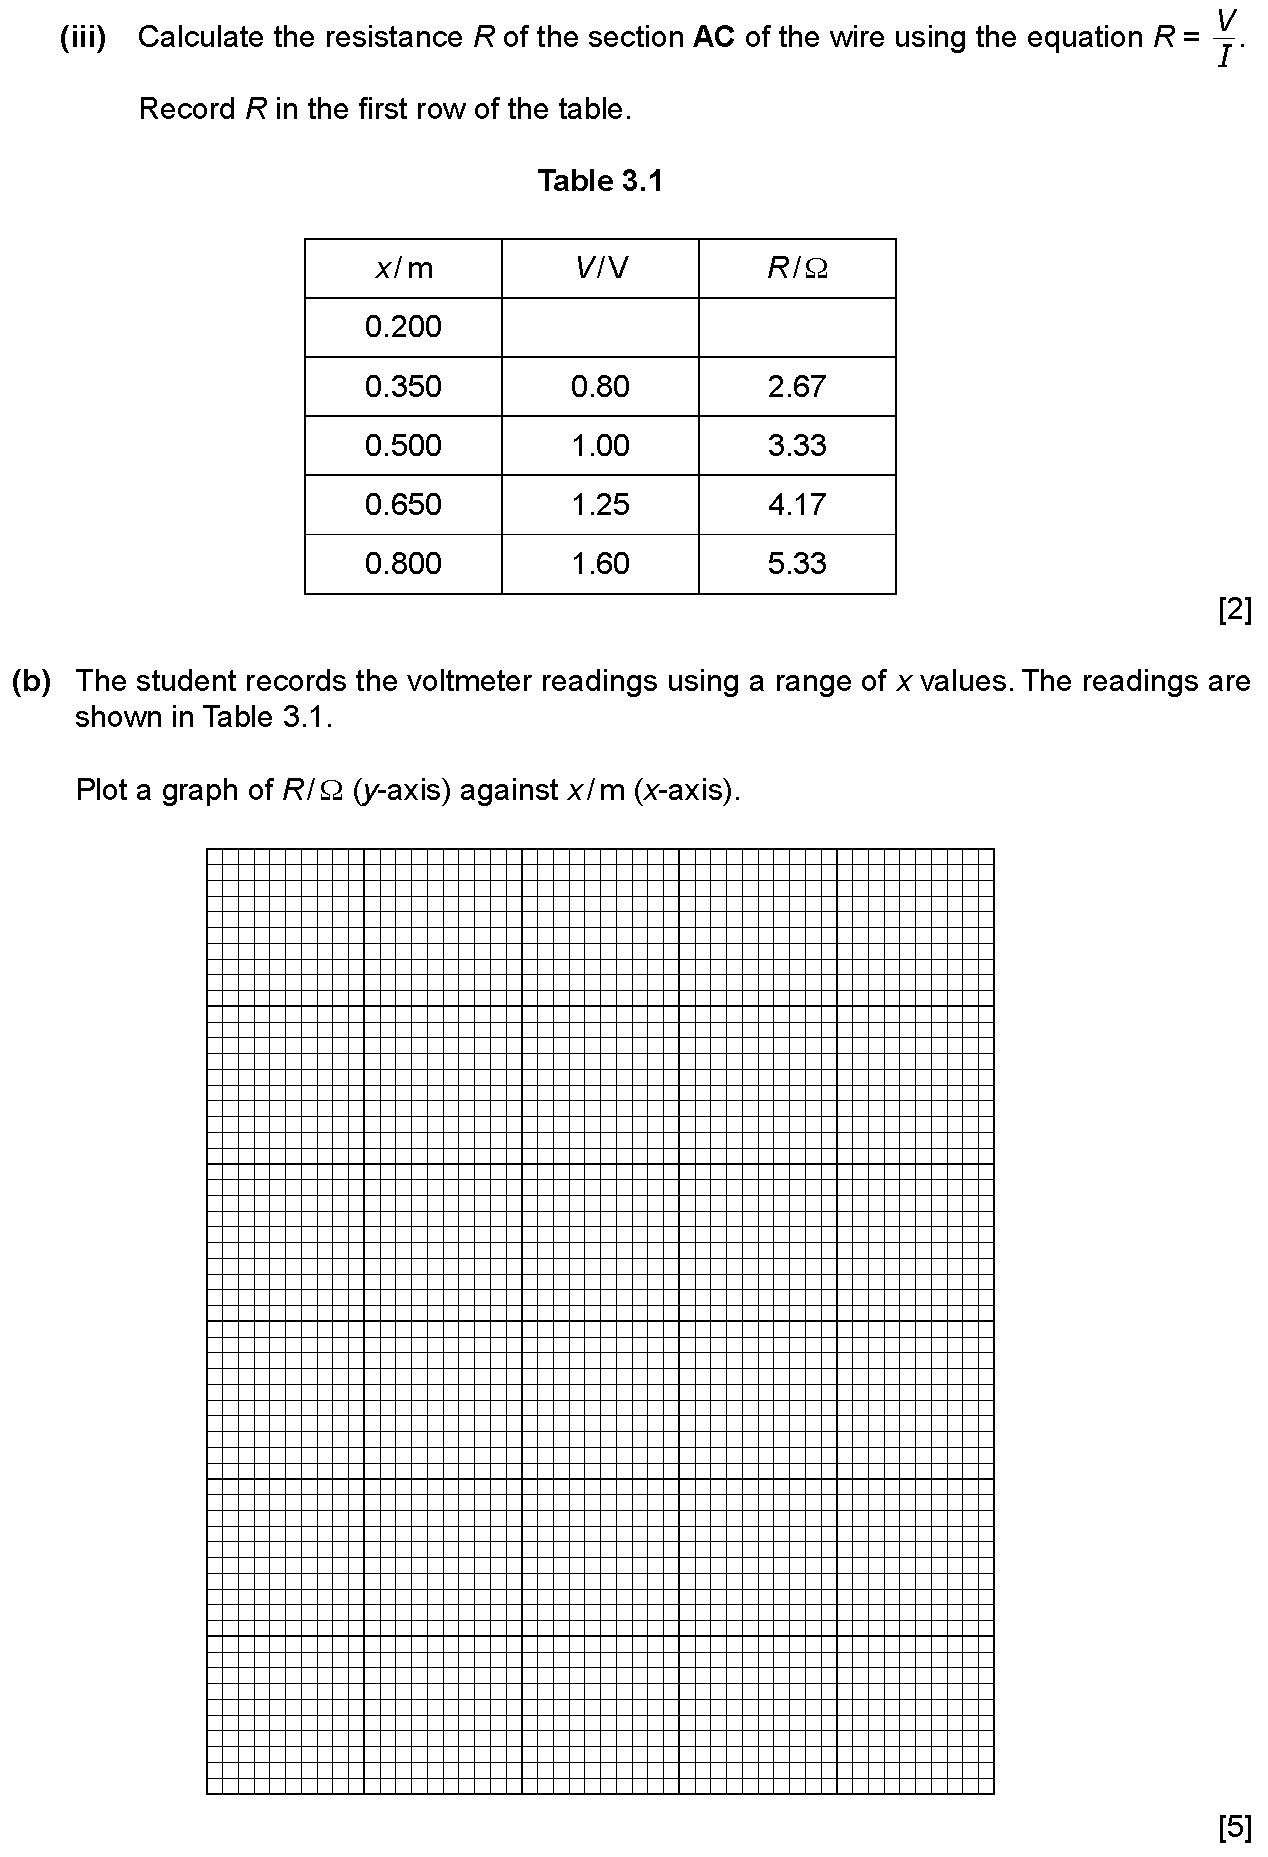 (iii) Calculate the resistance R of the section AC of the wire using the equation R = V/I.
Record R in the first row of the table.
Table 3.1
x/m V/V R/Ω
0.200
0.350 0.80 2.67
0.500 1.00 3.33
0.650 1.25 4.17
0.800 1.60 5.33
[2]
(b) The student records the voltmeter readings using a range of x values. The readings are
shown in Table 3.1.
Plot a graph of R/Ω (y-axis) against x/m (x-axis).
[5]